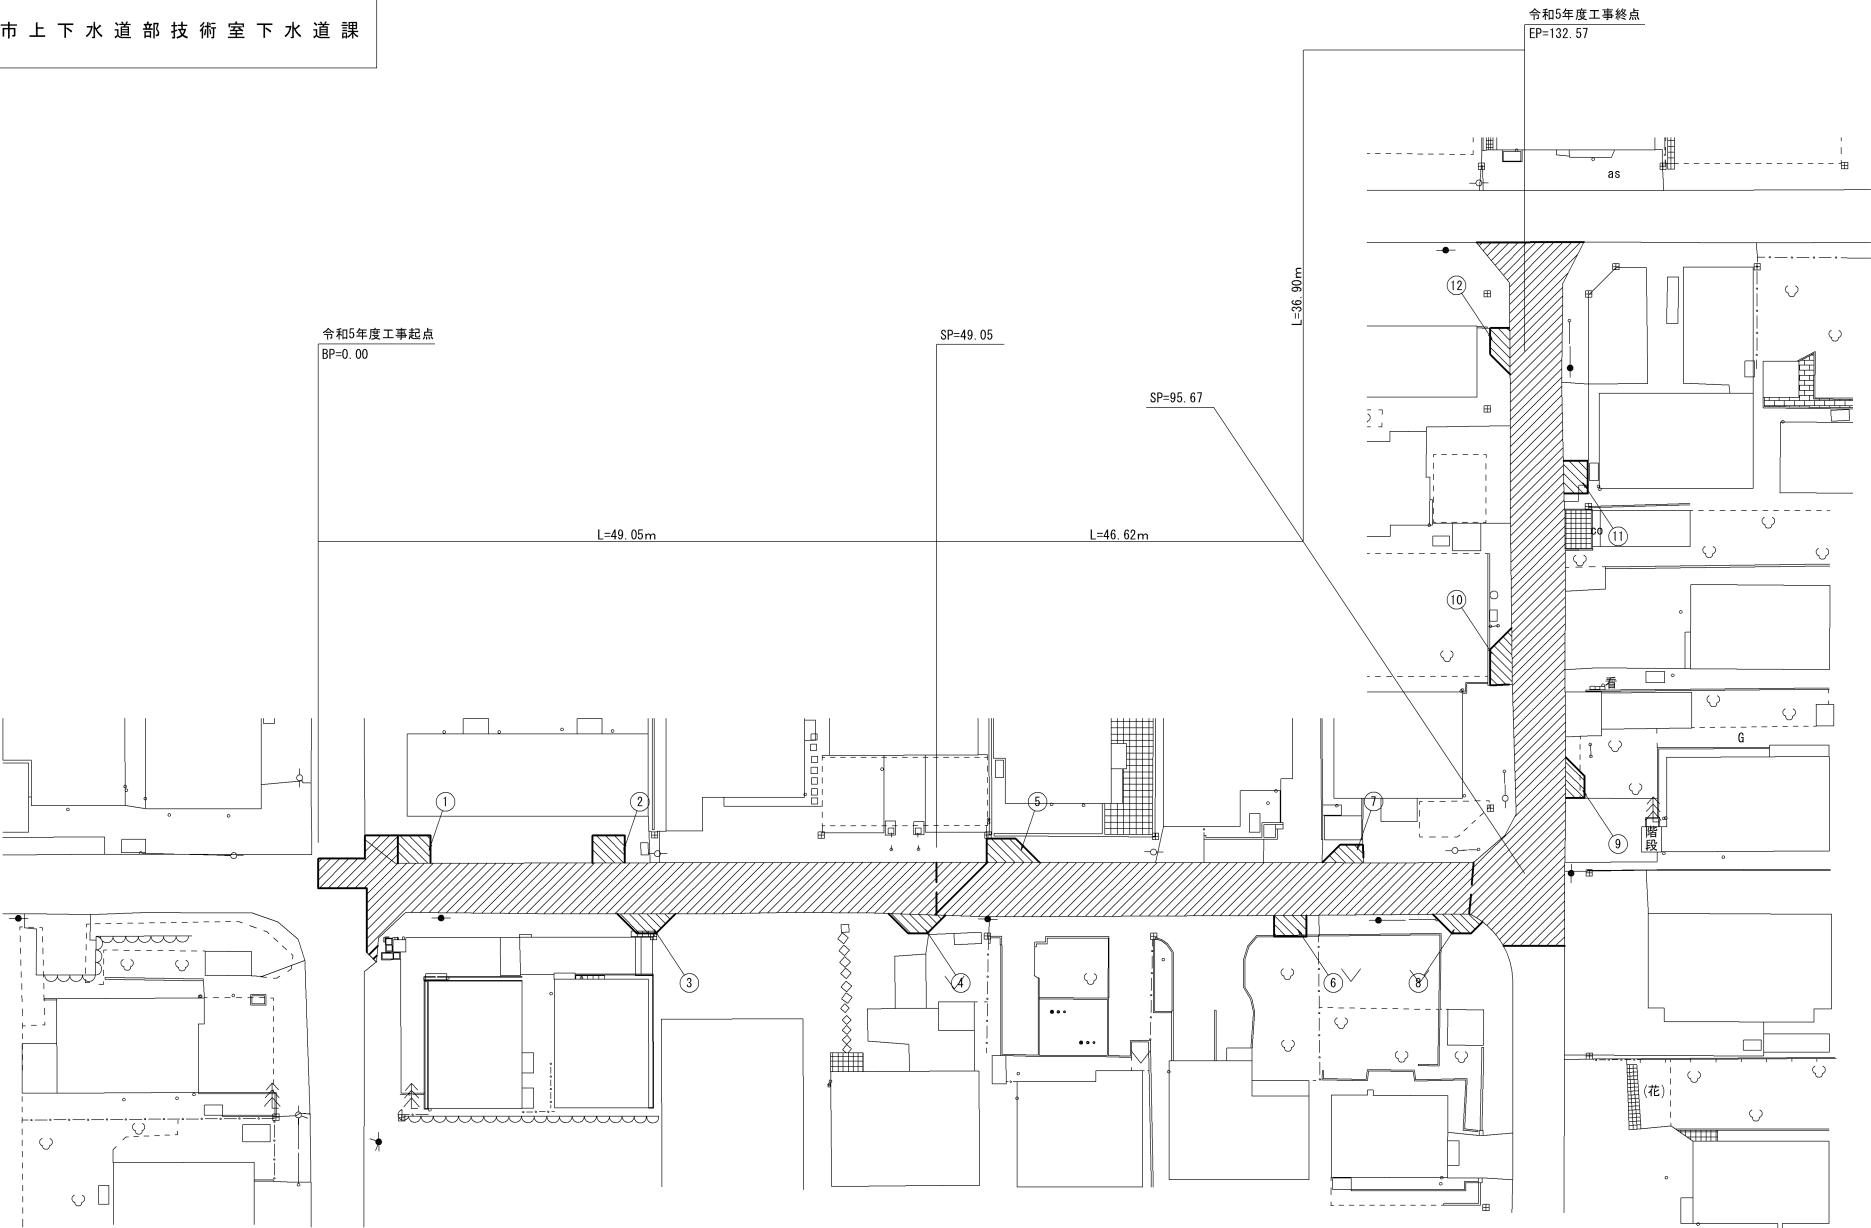 市上下水道部技術室下水道課
令和5年度工事終点
EP=132.57
as
L=36.90m
⑫
令和5年度工事起点
BP=0.00
SP=49.05
SP=95.67
L=49.05m
L=46.62m
co
⑪
⑩
看
G
①
②
⑤
⑦
階段
⑨
③
④
⑥
⑧
(花)